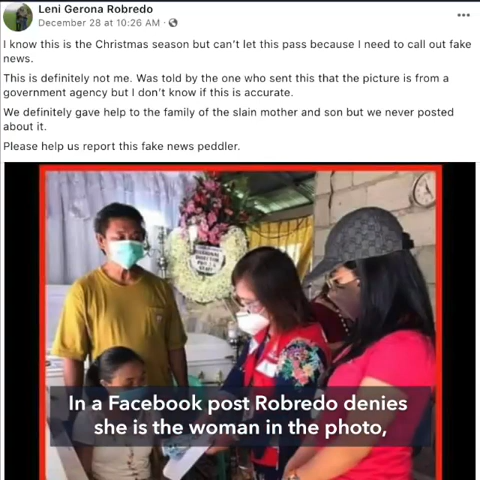 Leni Gerona Robredo
December 28 at 10:26 AM ·
I know this is the Christmas season but can't let this pass because I need to call out fake
news.
This is definitely not me. Was told by the one who sent this that the picture is from a
government agency but I don't know if this is accurate.
We definitely gave help to the family of the slain mother and son but we never posted
about it.
Please help us report this fake news peddler.
In a Facebook post Robredo denies
she is the woman in the photo,